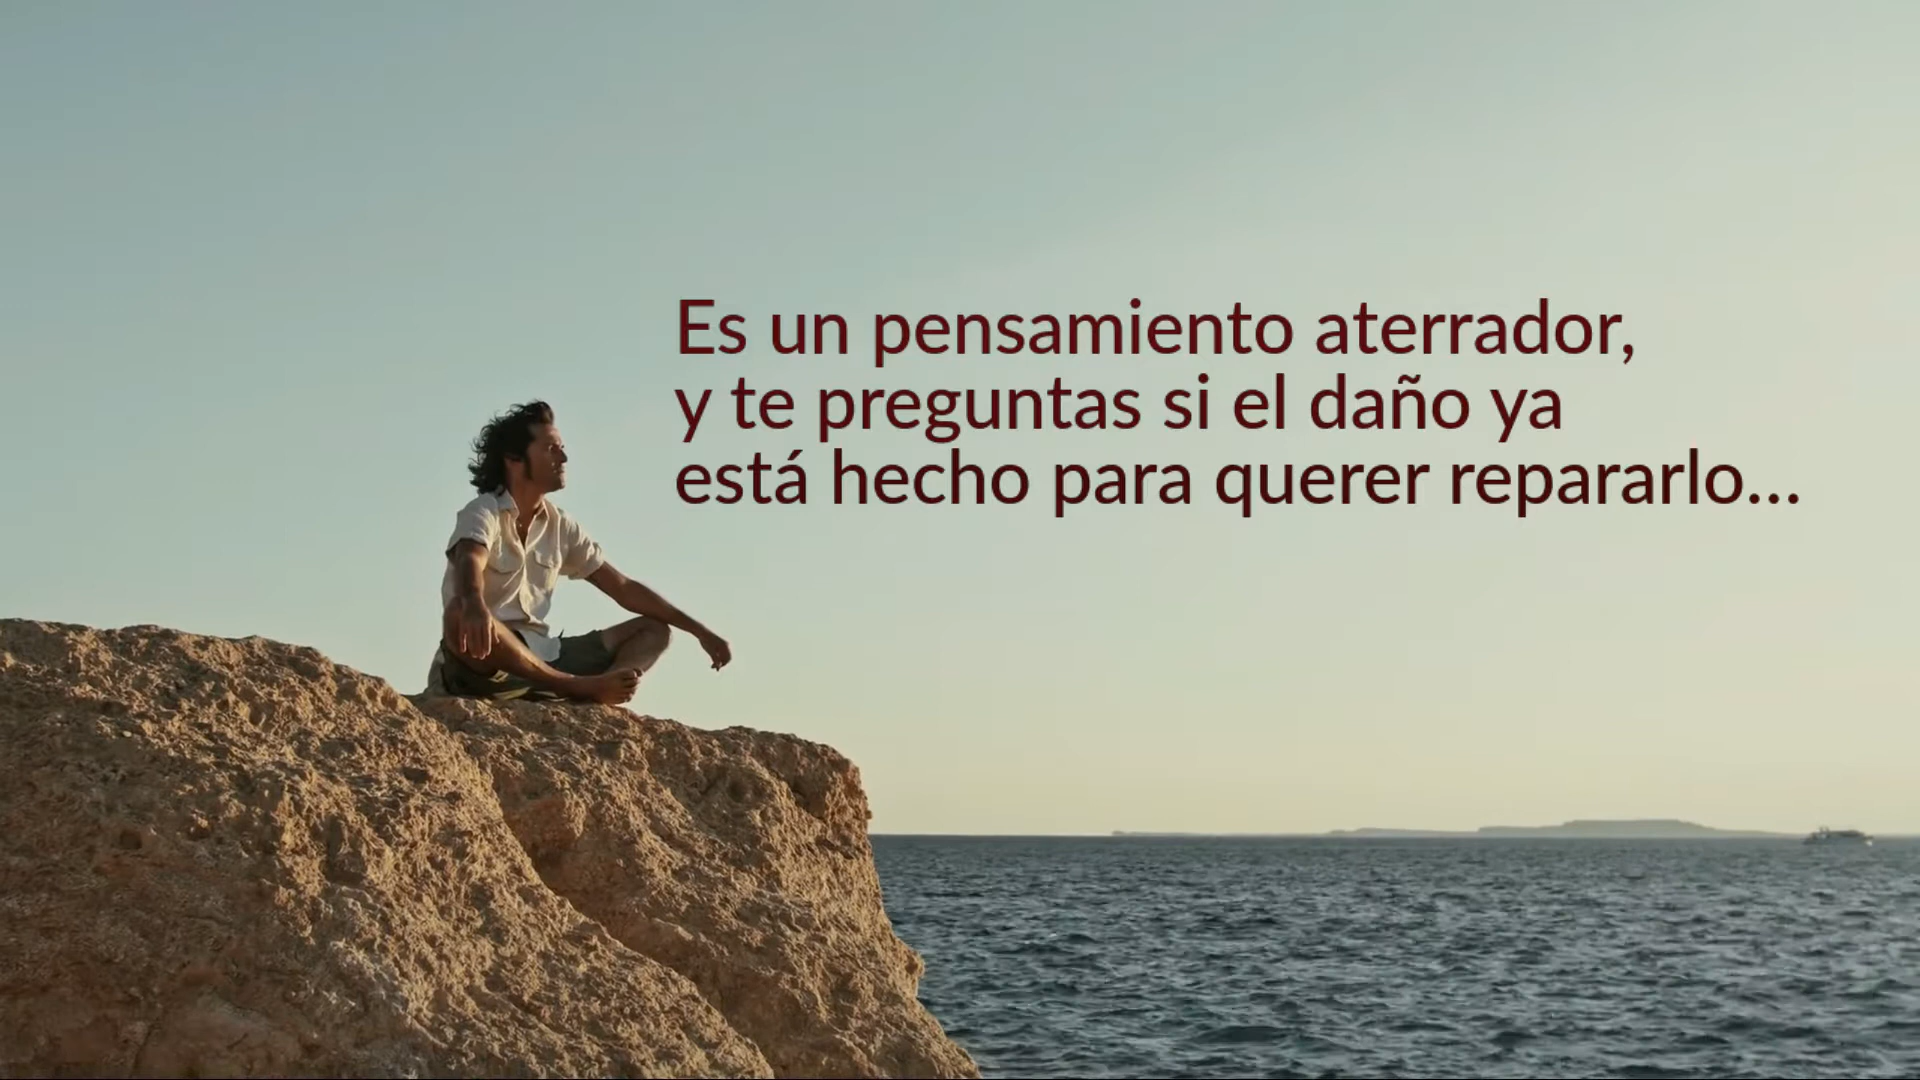 Es un pensamiento aterrador,
y te preguntas si el daño ya
está hecho para querer repararlo...